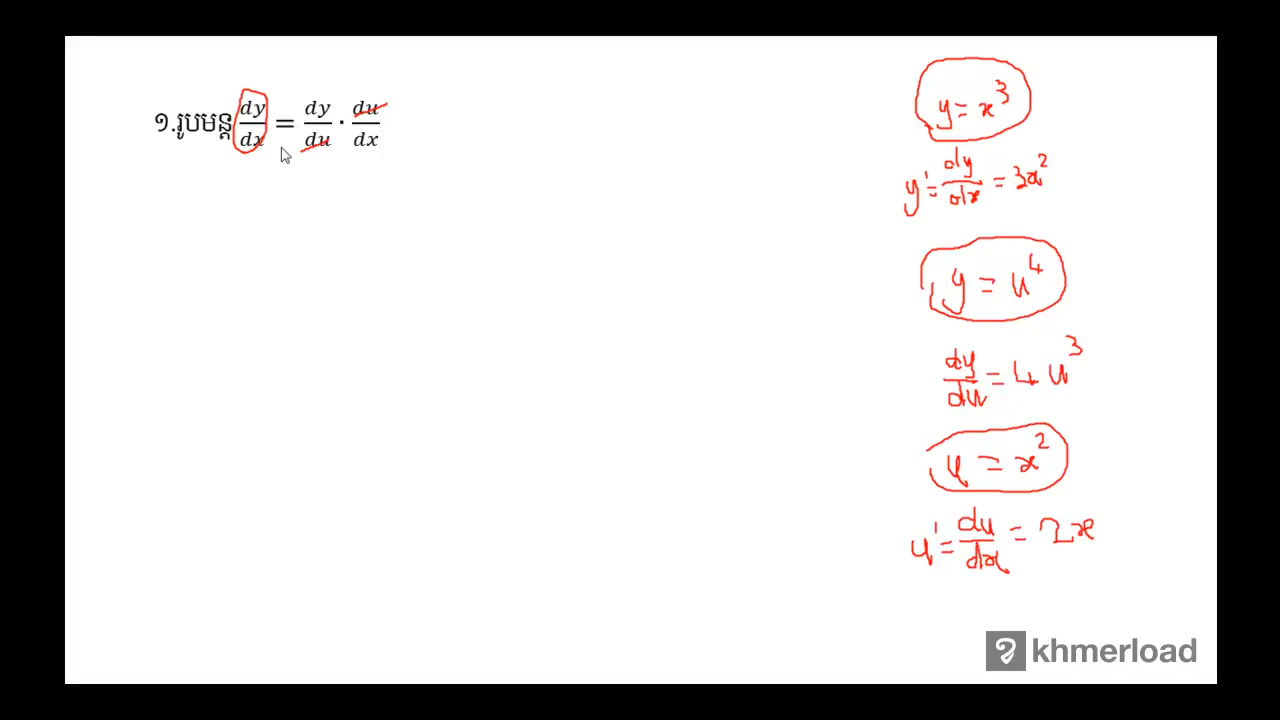 ១.រូបមន្ត dy/dx = dy/du · du/dx
y = x³
y' = dy/dx = 3x²
y = u⁴
dy/du = 4u³
u = x²
u' = du/dx = 2x
khmerload